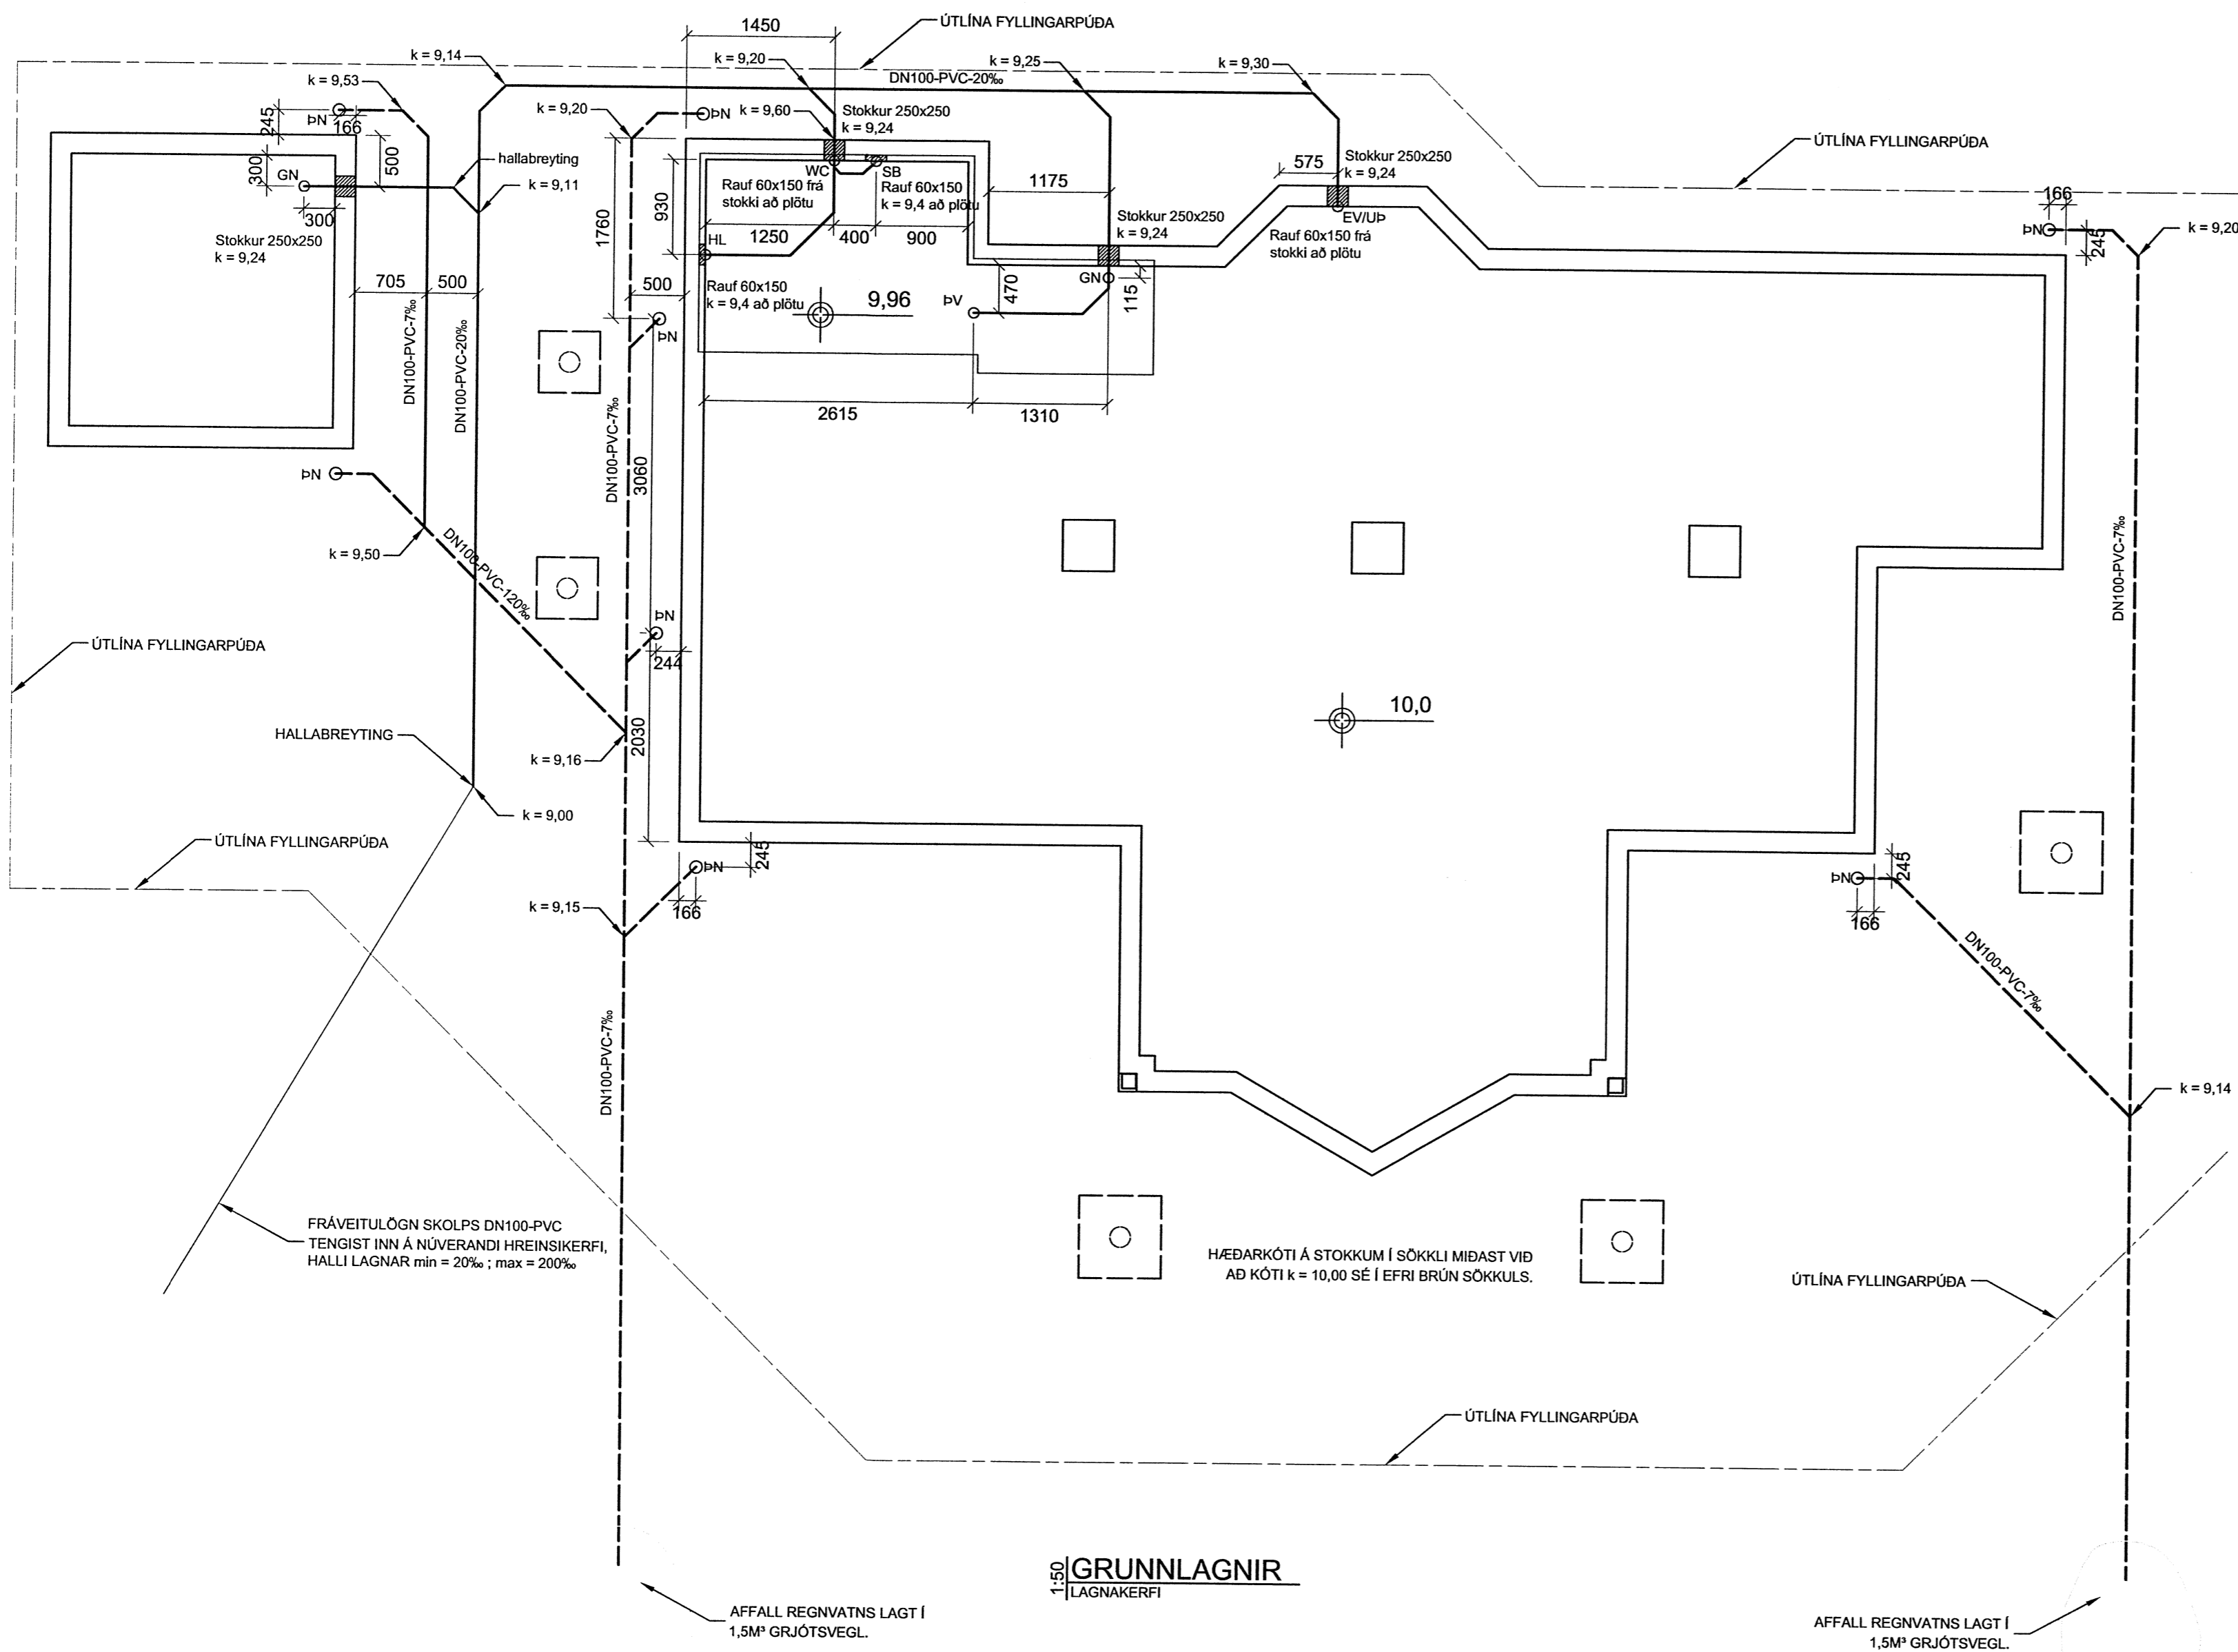 1450
ÚTLÍNA FYLLINGARPÚÐA
k = 9,14
k = 9,20
k = 9,25
k = 9,30
DN100-PVC-20‰
k = 9,53
k = 9,20
k = 9,60
Stokkur 250x250
k = 9,24
245
ÞN
166
ÞN
ÚTLÍNA FYLLINGARPÚÐA
500
300
GN
300
hallabreyting
k = 9,11
Stokkur 250x250
k = 9,24
WC
SB
Rauf 60x150 frá
stokki að plötu
Rauf 60x150
k = 9,4 að plötu
930
1760
1250
400
900
1175
575
Stokkur 250x250
k = 9,24
EV/UÞ
Rauf 60x150 frá
stokki að plötu
Stokkur 250x250
k = 9,24
166
ÞN
245
k = 9,20
HL
Rauf 60x150
k = 9,4 að plötu
705
500
500
9,96
ÞV
470
GN
115
ÞN
DN100-PVC-7‰
DN100-PVC-20‰
DN100-PVC-7‰
3060
2615
1310
ÞN
k = 9,50
DN100-PVC-120‰
DN100-PVC-7‰
ÞN
244
ÚTLÍNA FYLLINGARPÚÐA
10,0
2030
HALLABREYTING
k = 9,16
k = 9,00
ÚTLÍNA FYLLINGARPÚÐA
ÞN
245
166
k = 9,15
ÞN
245
166
DN100-PVC-7‰
DN100-PVC-7‰
k = 9,14
FRÁVEITULÖGN SKOLPS DN100-PVC
TENGIST INN Á NÚVERANDI HREINSIKERFI,
HALLI LAGNAR min = 20‰ ; max = 200‰
HÆÐARKÓTI Á STOKKUM Í SÖKKLI MIÐAST VIÐ
AÐ KÓTI k = 10,00 SÉ Í EFRI BRÚN SÖKKULS.
ÚTLÍNA FYLLINGARPÚÐA
ÚTLÍNA FYLLINGARPÚÐA
1:50
GRUNNLAGNIR
LAGNAKERFI
AFFALL REGNVATNS LAGT Í
1,5M³ GRJÓTSVEGL.
AFFALL REGNVATNS LAGT Í
1,5M³ GRJÓTSVEGL.